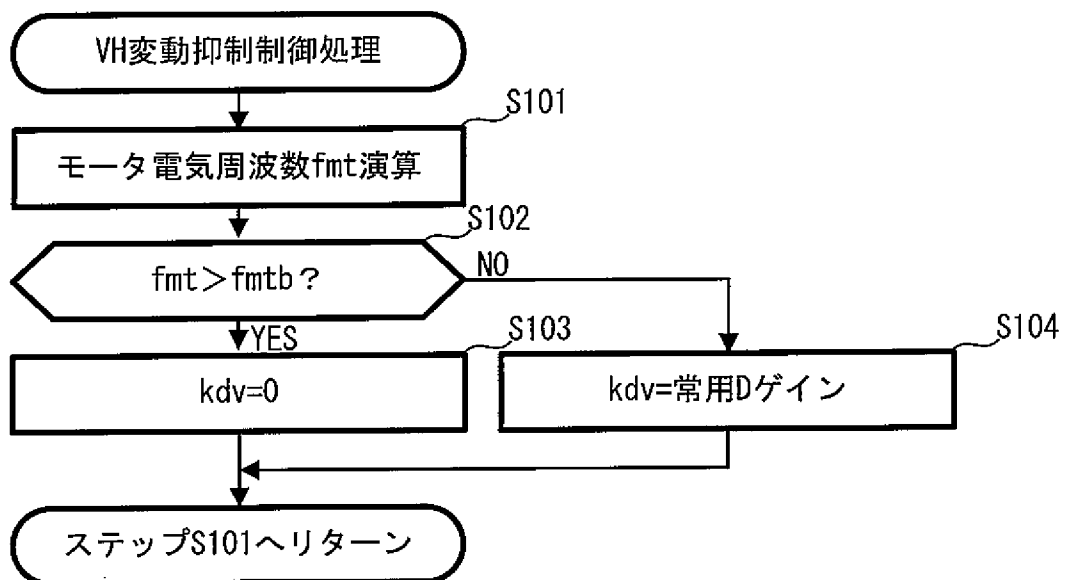 VH変動抑制制御処理
S101
モータ電気周波数fmt演算
S102
fmt＞fmtb？
NO
YES
S103
S104
kdv=0
kdv=常用Dゲイン
ステップS101へリターン